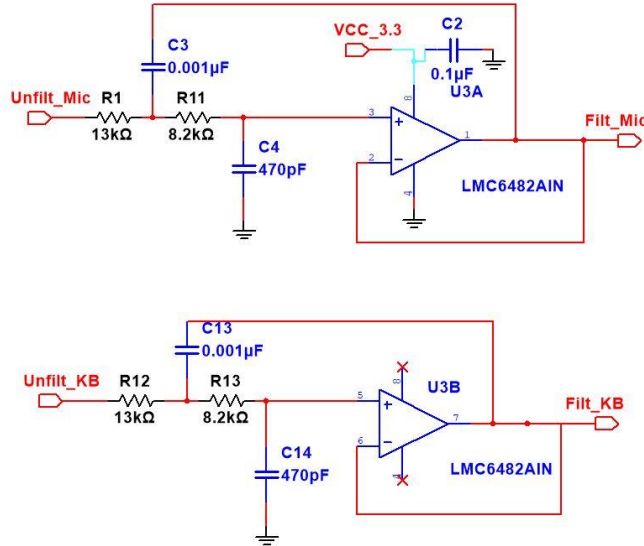 C3
0.001µF
VCC_3.3
C2
0.1µF
U3A
Unfilt_Mic
R1
13kΩ
R11
8.2kΩ
C4
470pF
3
2
8
4
1
+
−
LMC6482AIN
Filt_Mic
C13
0.001µF
Unfilt_KB
R12
13kΩ
R13
8.2kΩ
C14
470pF
5
6
8
4
7
+
−
U3B
LMC6482AIN
Filt_KB